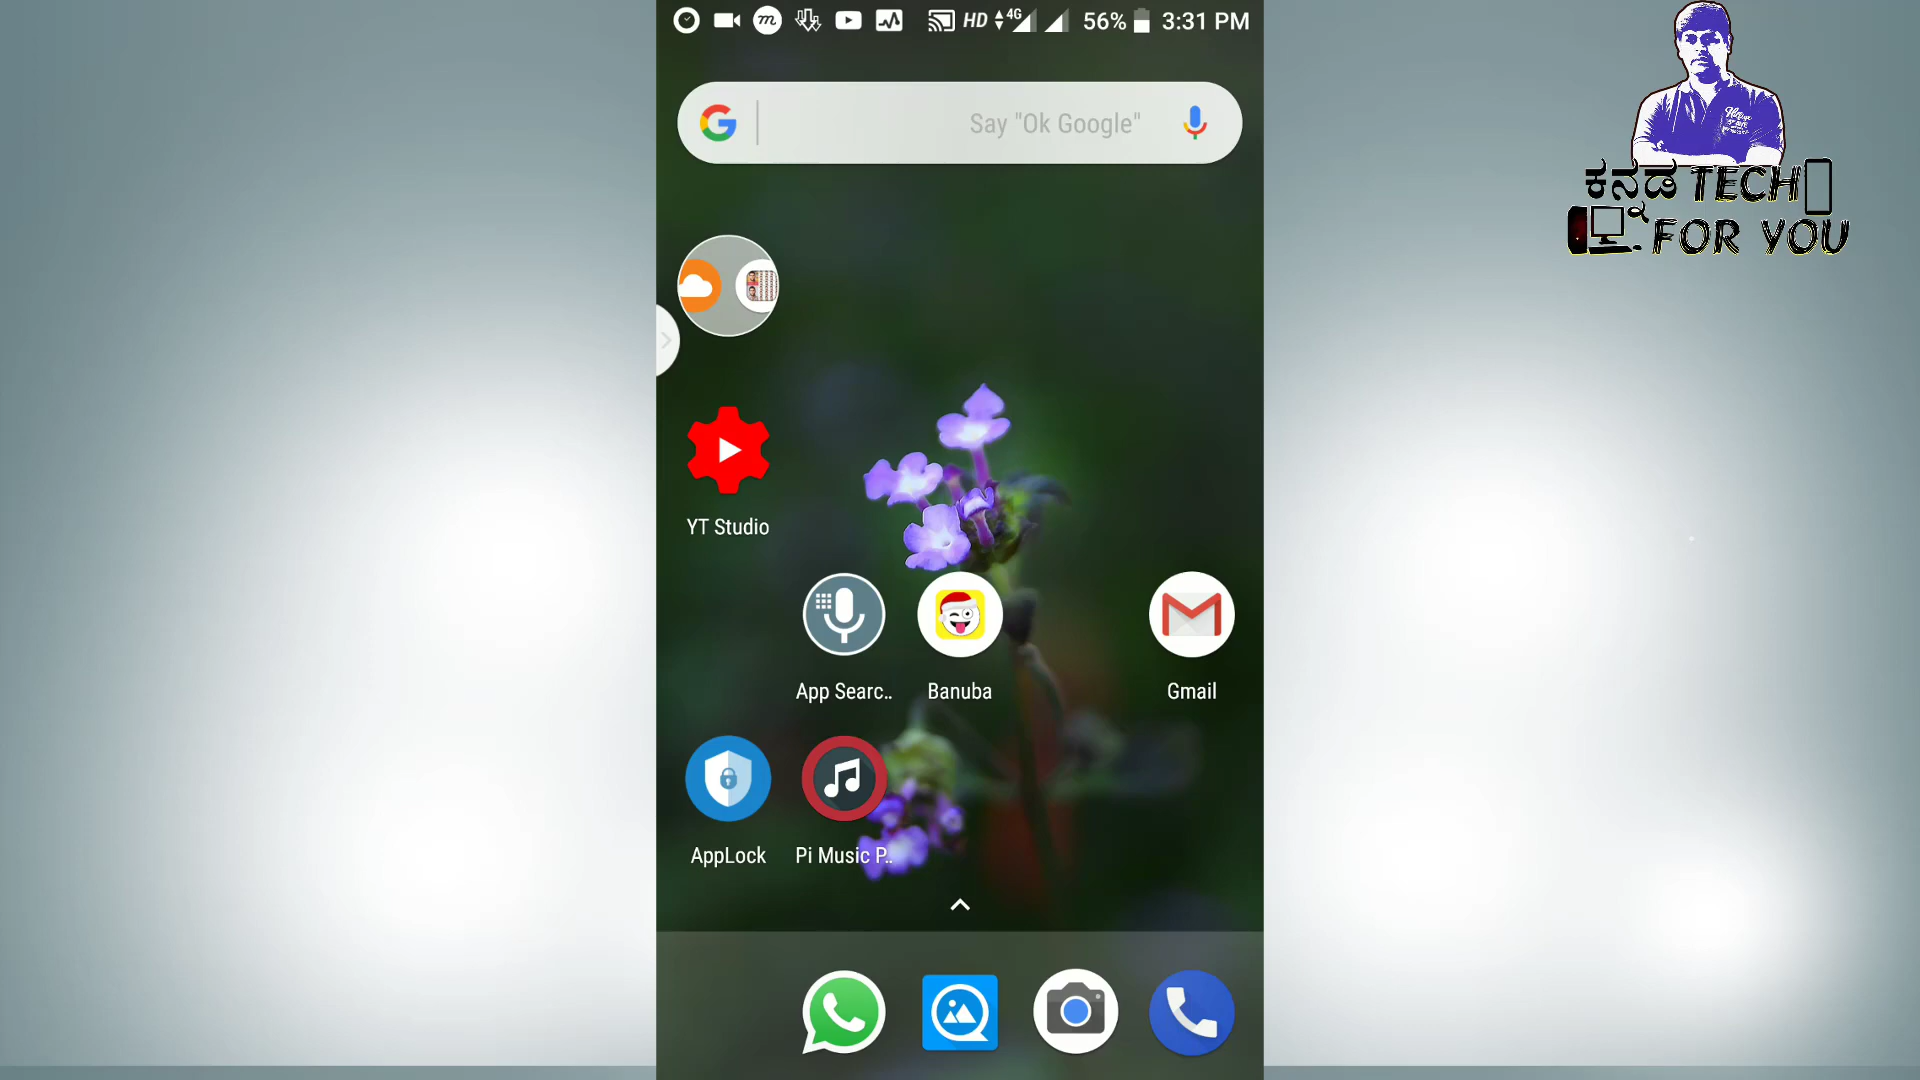 HD 4G 56% 3:31 PM
Say "Ok Google"
YT Studio
App Searc..
Banuba
Gmail
AppLock
Pi Music P..
ಕನ್ನಡ TECH
FOR YOU